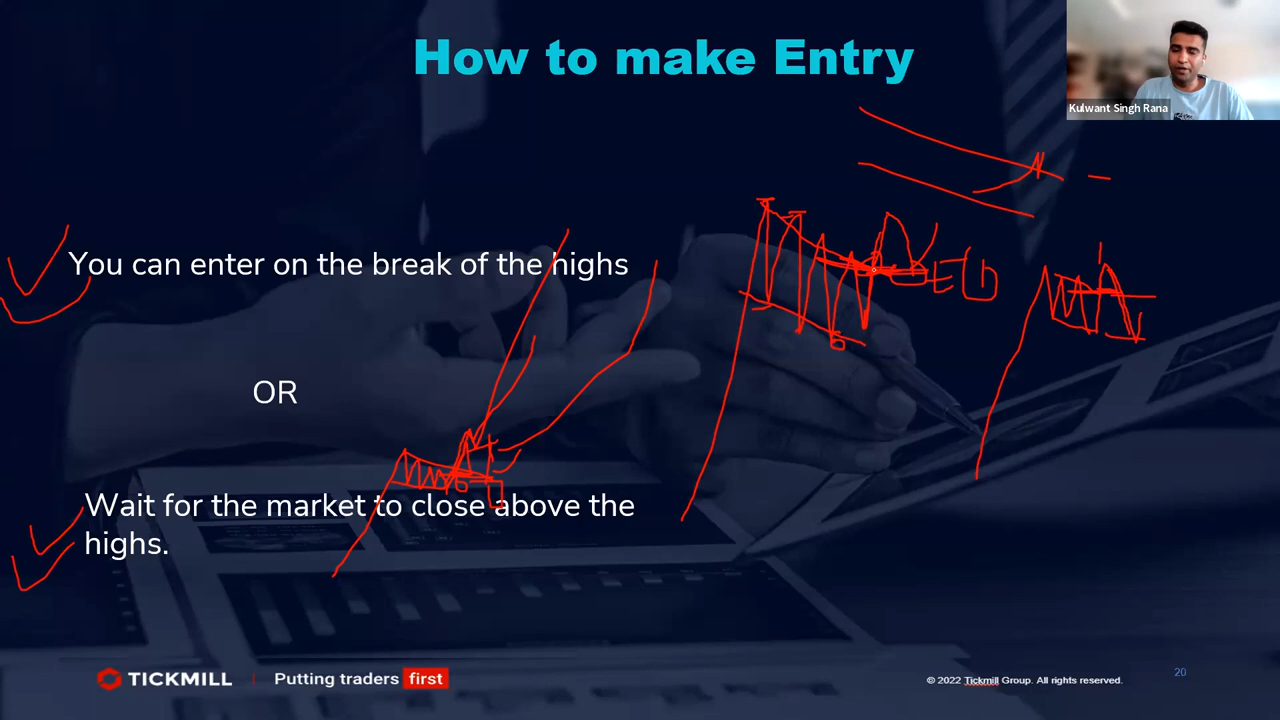 How to make Entry
Kulwant Singh Rana
You can enter on the break of the highs
OR
Wait for the market to close above the
highs.
TICKMILL
Putting traders first
© 2022 Tickmill Group. All rights reserved.
20